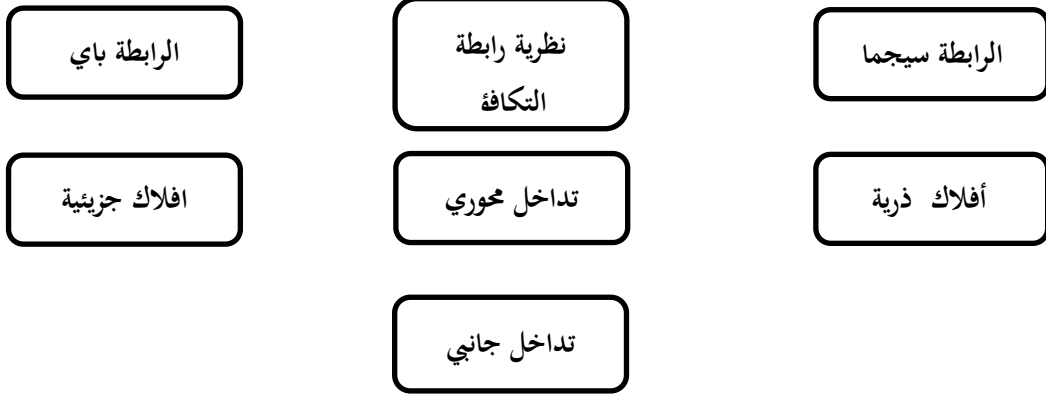 الرابطة سيجما
نظرية رابطة
التكافؤ
الرابطة باي
أفلاك ذرية
تداخل محوري
افلاك جزيئية
تداخل جانبي